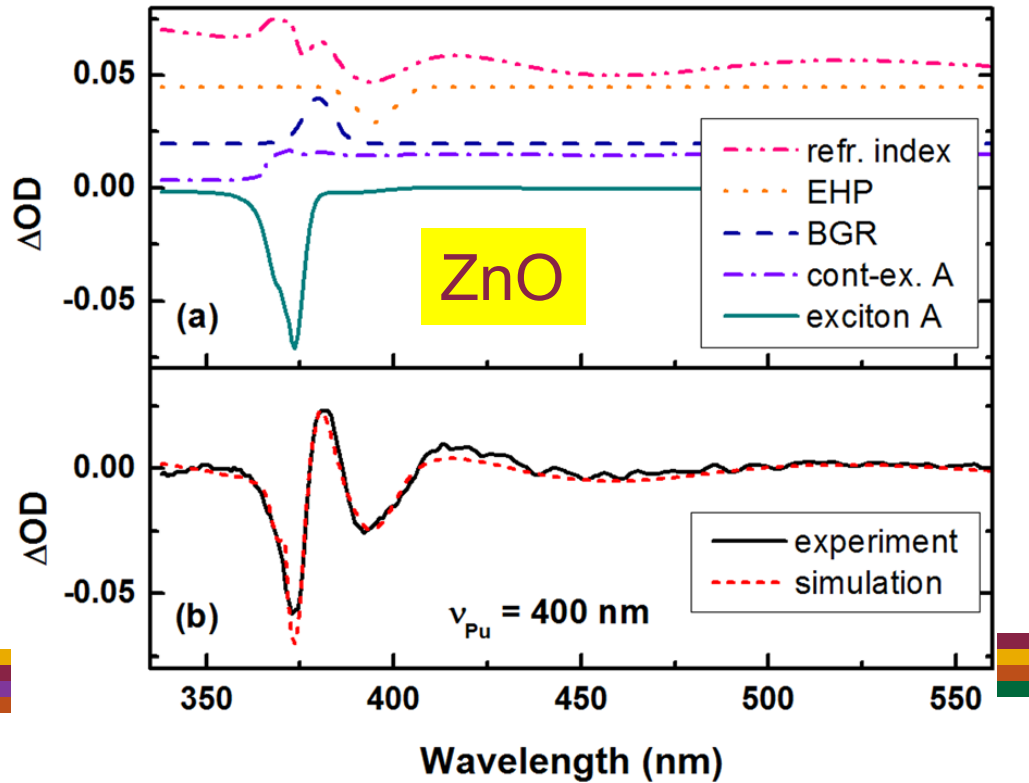 0.05
0.00
-0.05
ΔOD
refr. index
EHP
BGR
cont-ex. A
exciton A
ZnO
(a)
0.00
-0.05
ΔOD
experiment
simulation
(b)
νPu = 400 nm
350 400 450 500 550
Wavelength (nm)